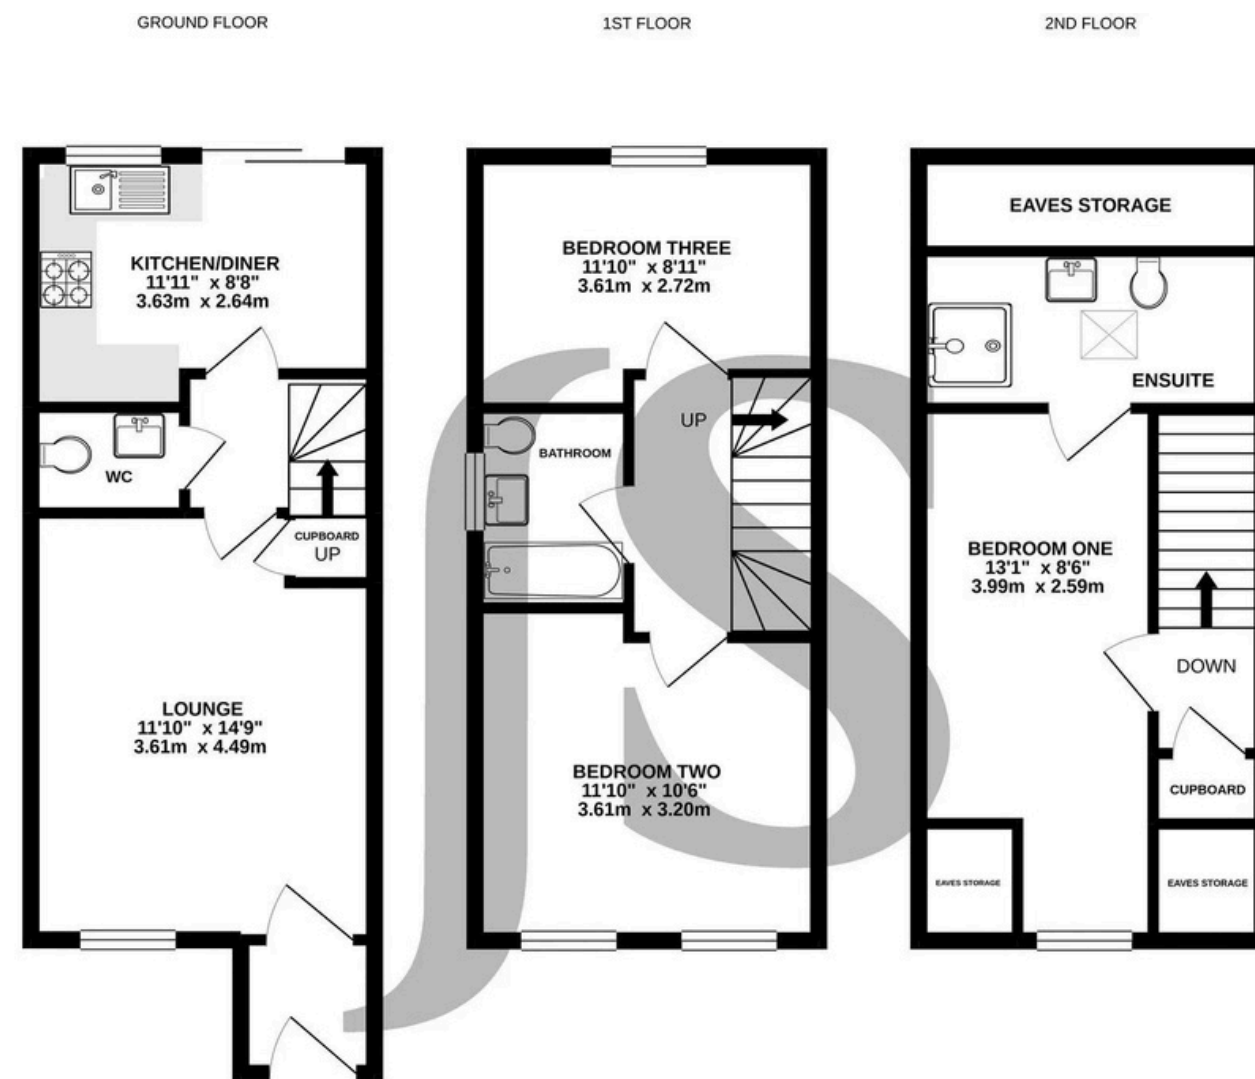 GROUND FLOOR
KITCHEN/DINER
11'11" x 8'8"
3.63m x 2.64m
WC
CUPBOARD
UP
LOUNGE
11'10" x 14'9"
3.61m x 4.49m
1ST FLOOR
BEDROOM THREE
11'10" x 8'11"
3.61m x 2.72m
UP
BATHROOM
BEDROOM TWO
11'10" x 10'6"
3.61m x 3.20m
JS
2ND FLOOR
EAVES STORAGE
ENSUITE
BEDROOM ONE
13'1" x 8'6"
3.99m x 2.59m
DOWN
CUPBOARD
EAVES STORAGE
EAVES STORAGE